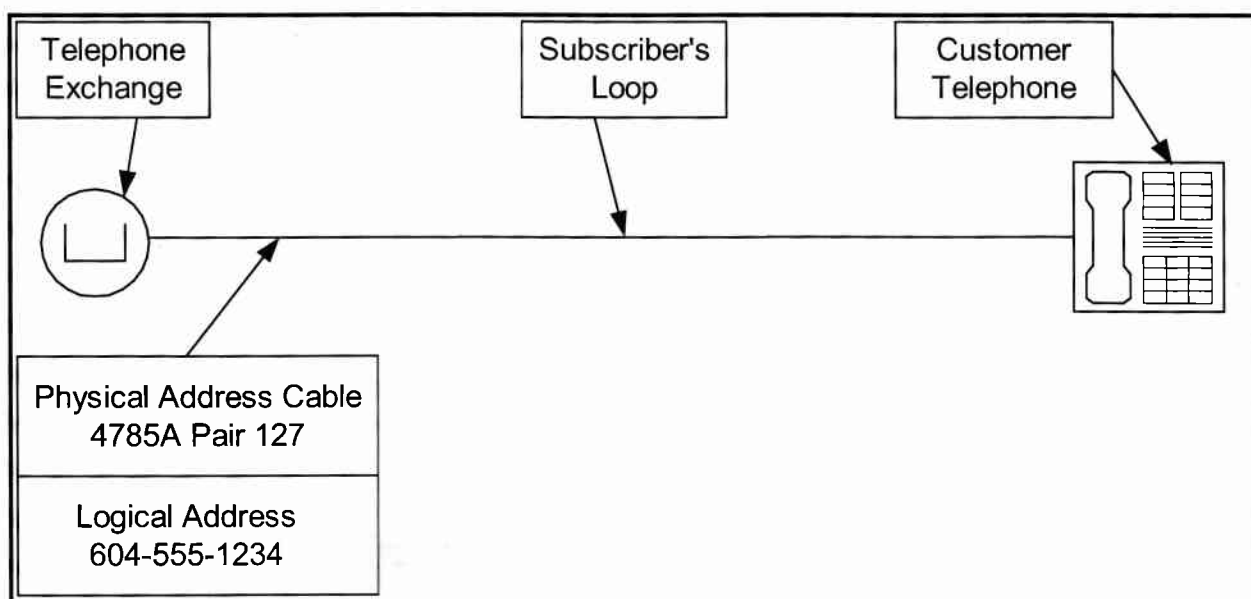 Telephone
Exchange
Subscriber's
Loop
Customer
Telephone
Physical Address Cable
4785A Pair 127
Logical Address
604-555-1234